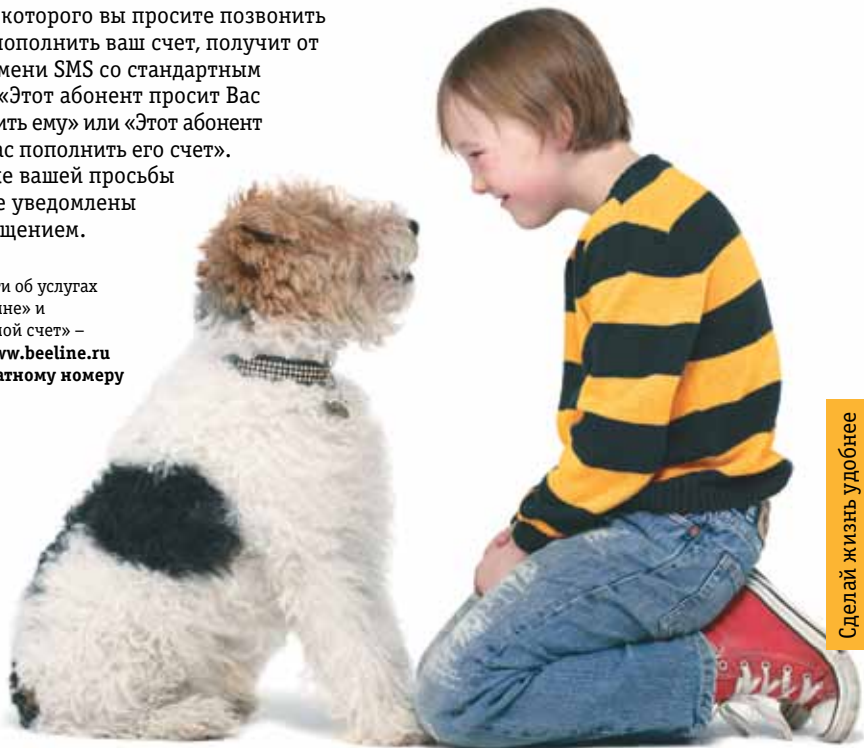 которого вы просите позвонить
пополнить ваш счет, получит от
мени SMS со стандартным
«Этот абонент просит Вас
ить ему» или «Этот абонент
ас пополнить его счет».
е вашей просьбы
е уведомлены
щением.
и об услугах
не» и
ой счет» –
ww.beeline.ru
атному номеру
Сделай жизнь удобнее